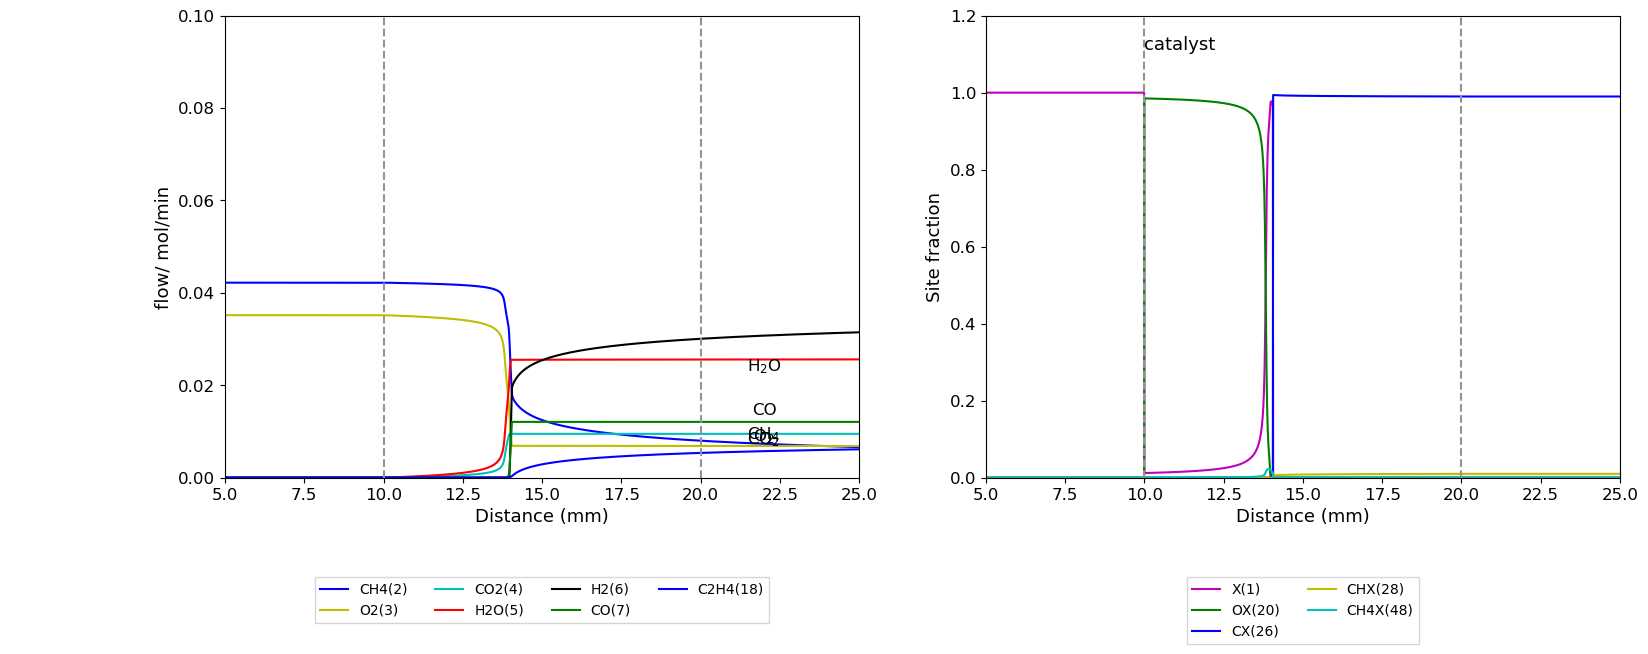 0.10
0.08
0.06
0.04
0.02
0.00
flow/ mol/min
H₂O
CO
CH₄
O₂
CO₂
5.0 7.5 10.0 12.5 15.0 17.5 20.0 22.5 25.0
Distance (mm)
CH4(2) CO2(4) H2(6) C2H4(18)
O2(3) H2O(5) CO(7)
1.2
1.0
0.8
0.6
0.4
0.2
0.0
Site fraction
catalyst
5.0 7.5 10.0 12.5 15.0 17.5 20.0 22.5 25.0
Distance (mm)
X(1) CHX(28)
OX(20) CH4X(48)
CX(26)